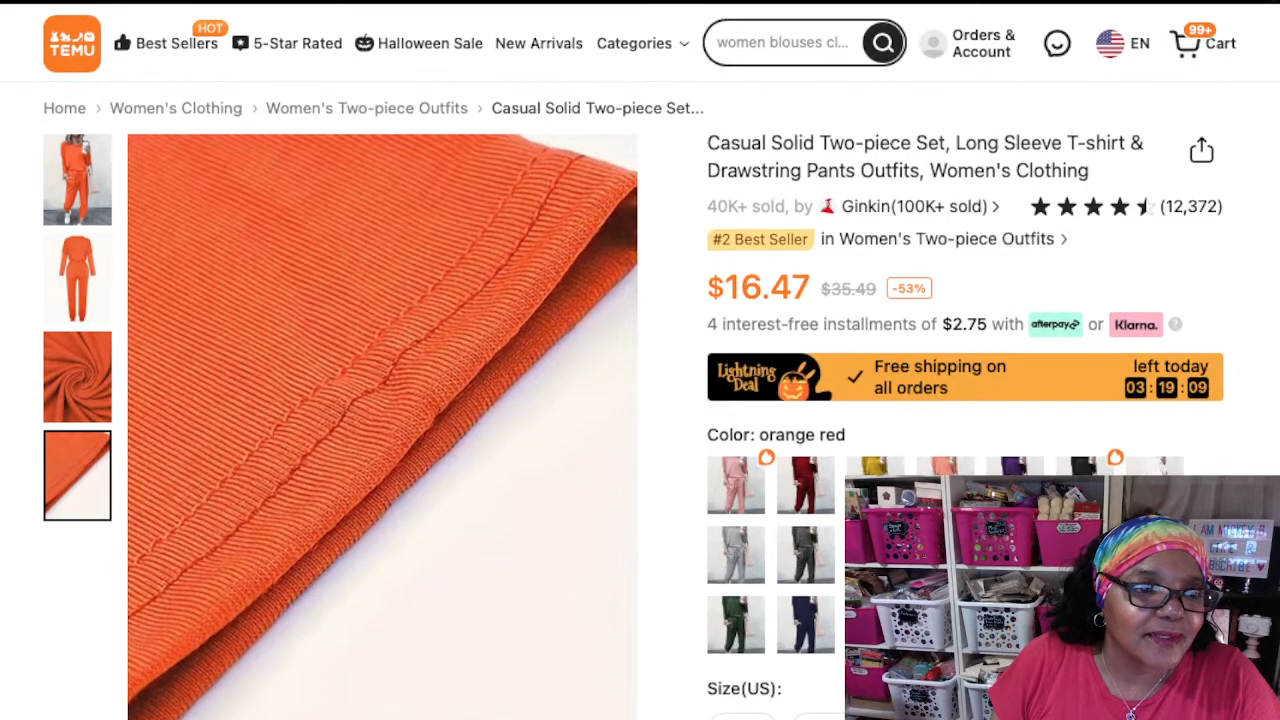 TEMU
Best Sellers
HOT
5-Star Rated
Halloween Sale
New Arrivals
Categories
women blouses cl...
Orders &
Account
EN
99+
Cart
Home > Women's Clothing > Women's Two-piece Outfits > Casual Solid Two-piece Set...
Casual Solid Two-piece Set, Long Sleeve T-shirt &
Drawstring Pants Outfits, Women's Clothing
40K+ sold, by Ginkin(100K+ sold) > (12,372)
#2 Best Seller in Women's Two-piece Outfits >
$16.47 $35.49 -53%
4 interest-free installments of $2.75 with afterpay or Klarna. ?
Lightning
Deal
Free shipping on
all orders
left today
03 : 19 : 09
Color: orange red
Size(US):
I AM MICKEY B